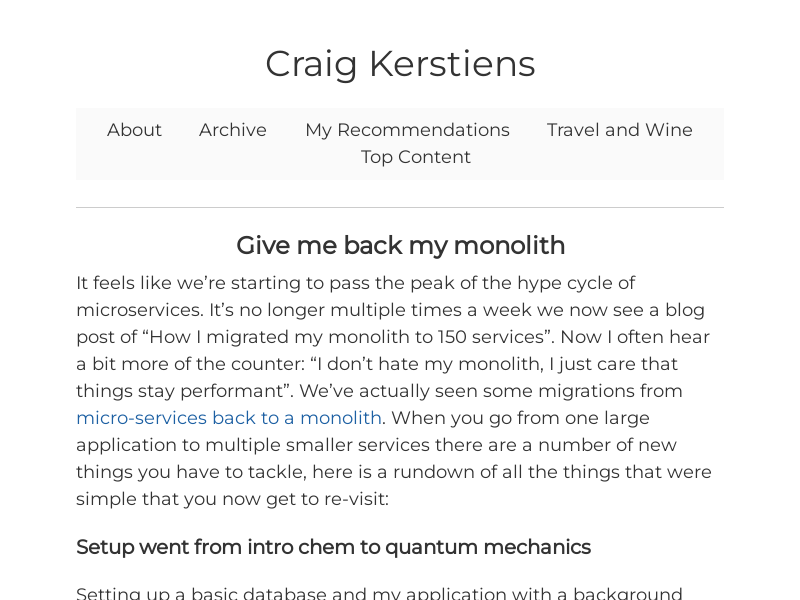 Craig Kerstiens
About Archive My Recommendations Travel and Wine
Top Content
Give me back my monolith
It feels like we’re starting to pass the peak of the hype cycle of
microservices. It’s no longer multiple times a week we now see a blog
post of “How I migrated my monolith to 150 services”. Now I often hear
a bit more of the counter: “I don’t hate my monolith, I just care that
things stay performant”. We’ve actually seen some migrations from
micro-services back to a monolith. When you go from one large
application to multiple smaller services there are a number of new
things you have to tackle, here is a rundown of all the things that were
simple that you now get to re-visit:
Setup went from intro chem to quantum mechanics
Setting up a basic database and my application with a background